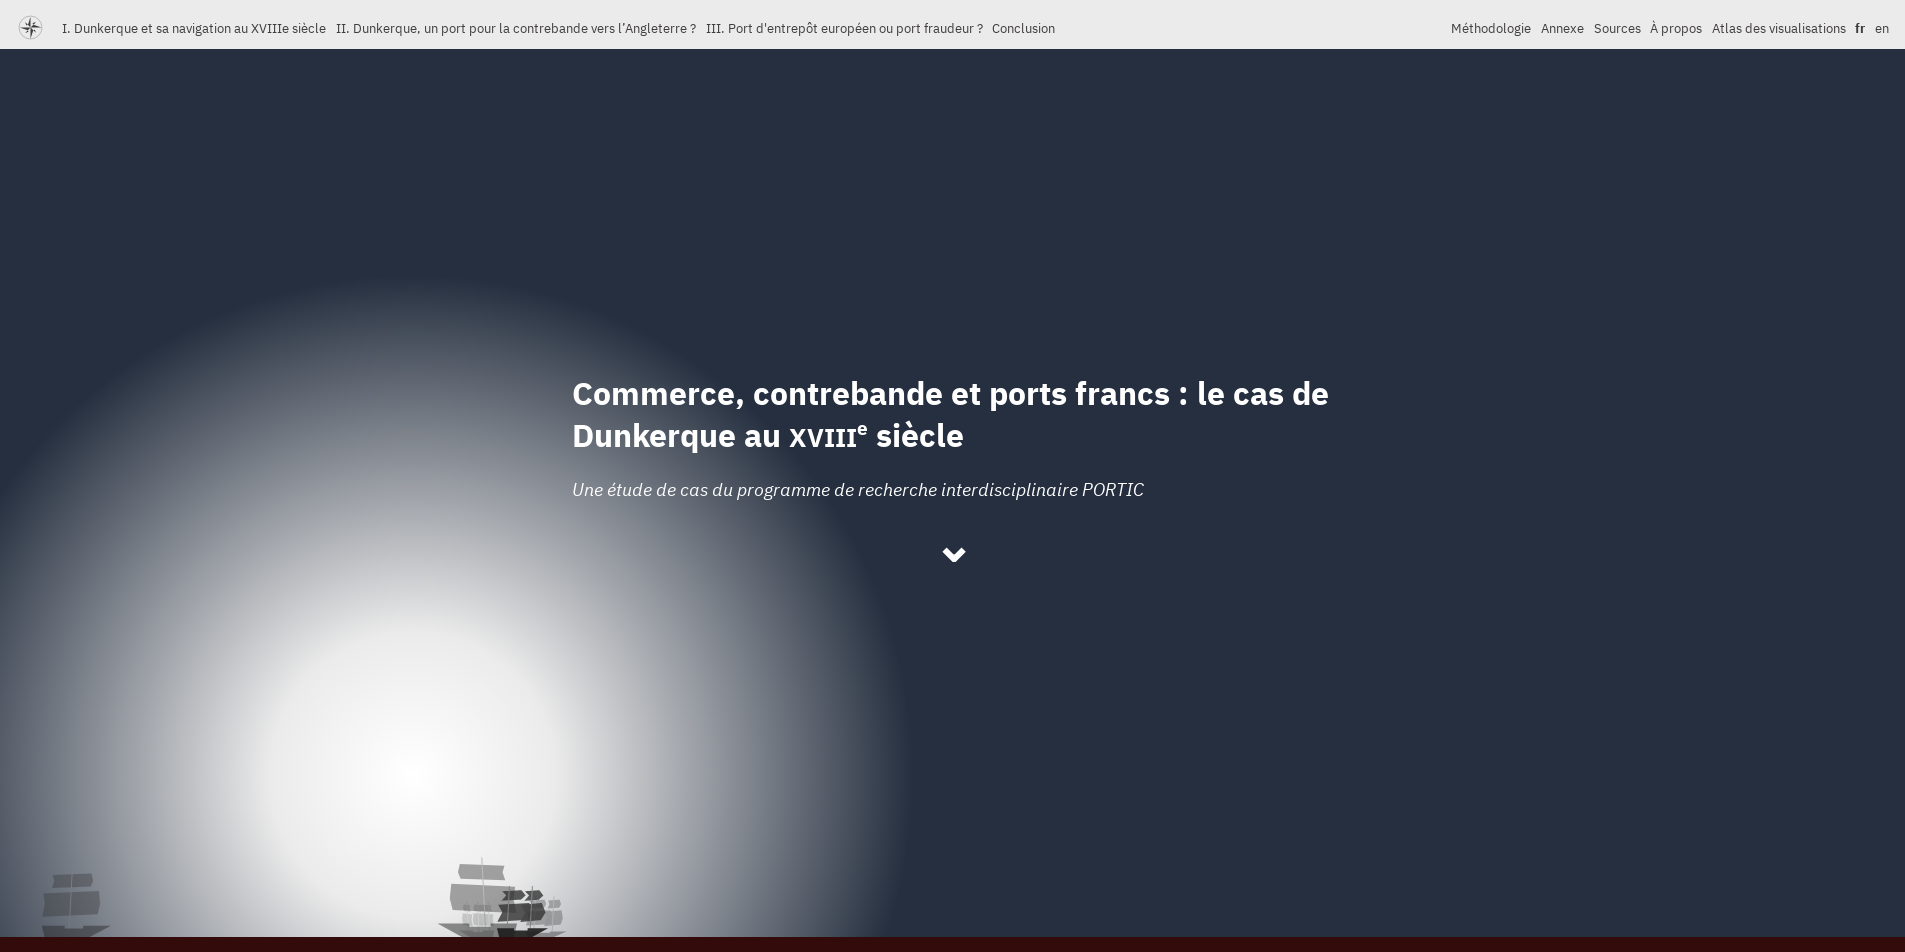 I. Dunkerque et sa navigation au XVIIIe siècle II. Dunkerque, un port pour la contrebande vers l’Angleterre ? III. Port d'entrepôt européen ou port fraudeur ? Conclusion Méthodologie Annexe Sources À propos Atlas des visualisations fr en
Commerce, contrebande et ports francs : le cas de
Dunkerque au XVIIIe siècle
Une étude de cas du programme de recherche interdisciplinaire PORTIC